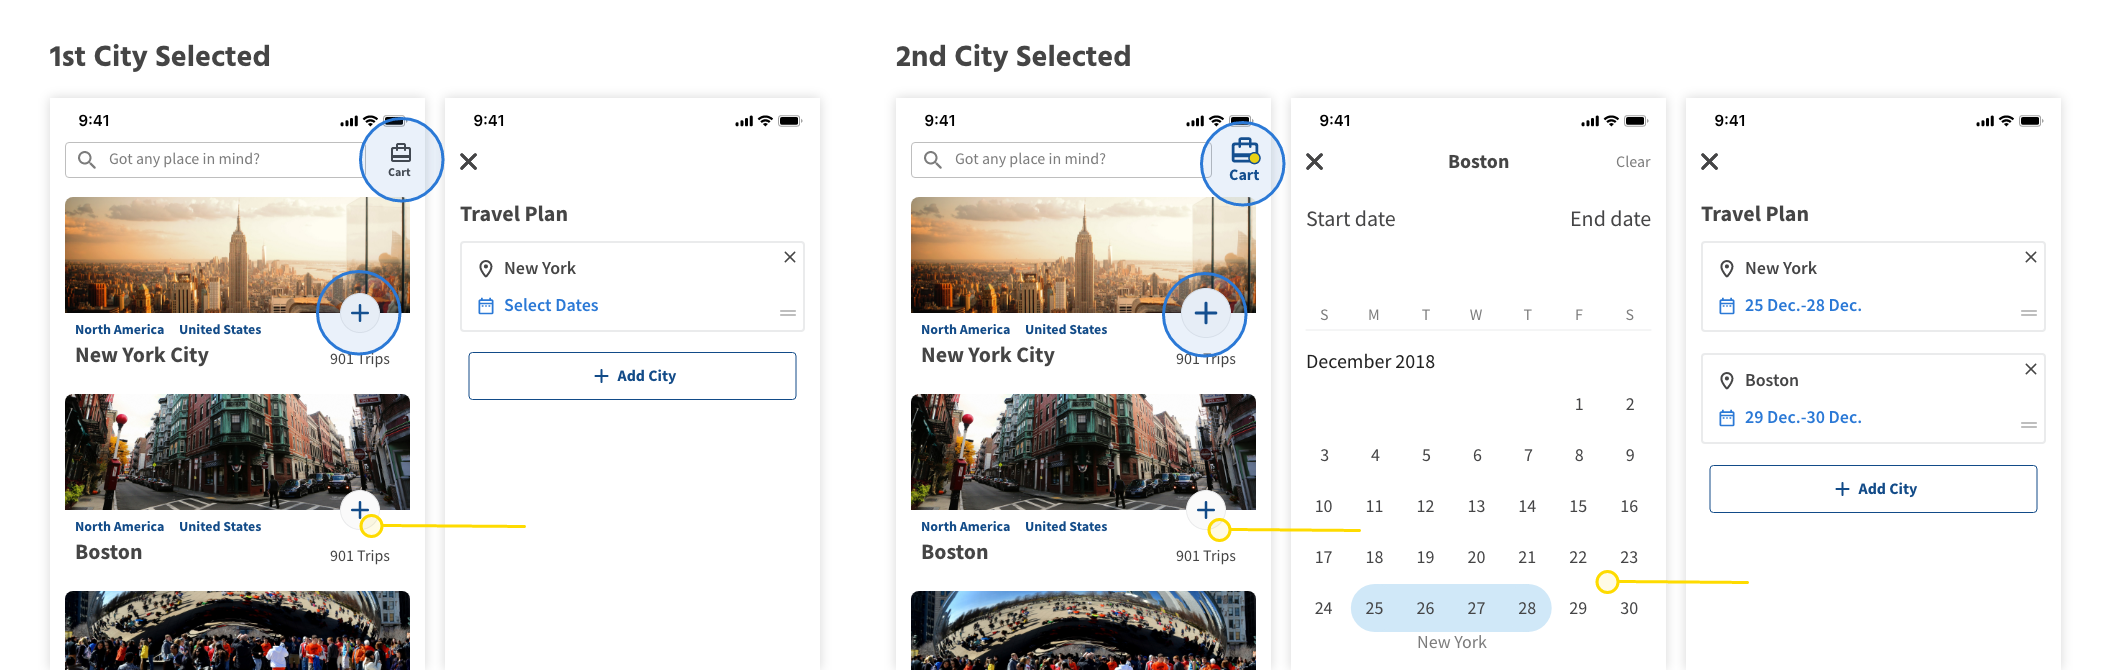 1st City Selected
9:41
Got any place in mind?
Cart
North America United States
New York City
901 Trips
North America United States
Boston
901 Trips
9:41
Travel Plan
New York
Select Dates
Add City
2nd City Selected
9:41
Got any place in mind?
Cart
North America United States
New York City
901 Trips
North America United States
Boston
901 Trips
9:41
Boston
Clear
Start date
End date
S M T W T F S
December 2018
1 2
3 4 5 6 7 8 9
10 11 12 13 14 15 16
17 18 19 20 21 22 23
24 25 26 27 28 29 30
New York
9:41
Travel Plan
New York
25 Dec.-28 Dec.
Boston
29 Dec.-30 Dec.
Add City